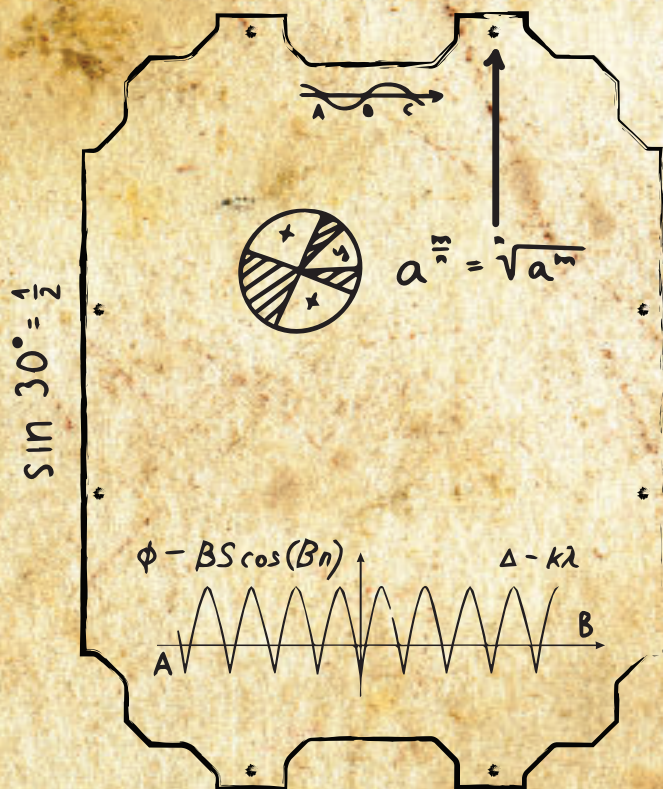 A B C
x y
x
a^(m/n) = ⁿ√a^m
sin 30° = 1/2
ϕ - BS cos(Bn)
Δ - kλ
A B